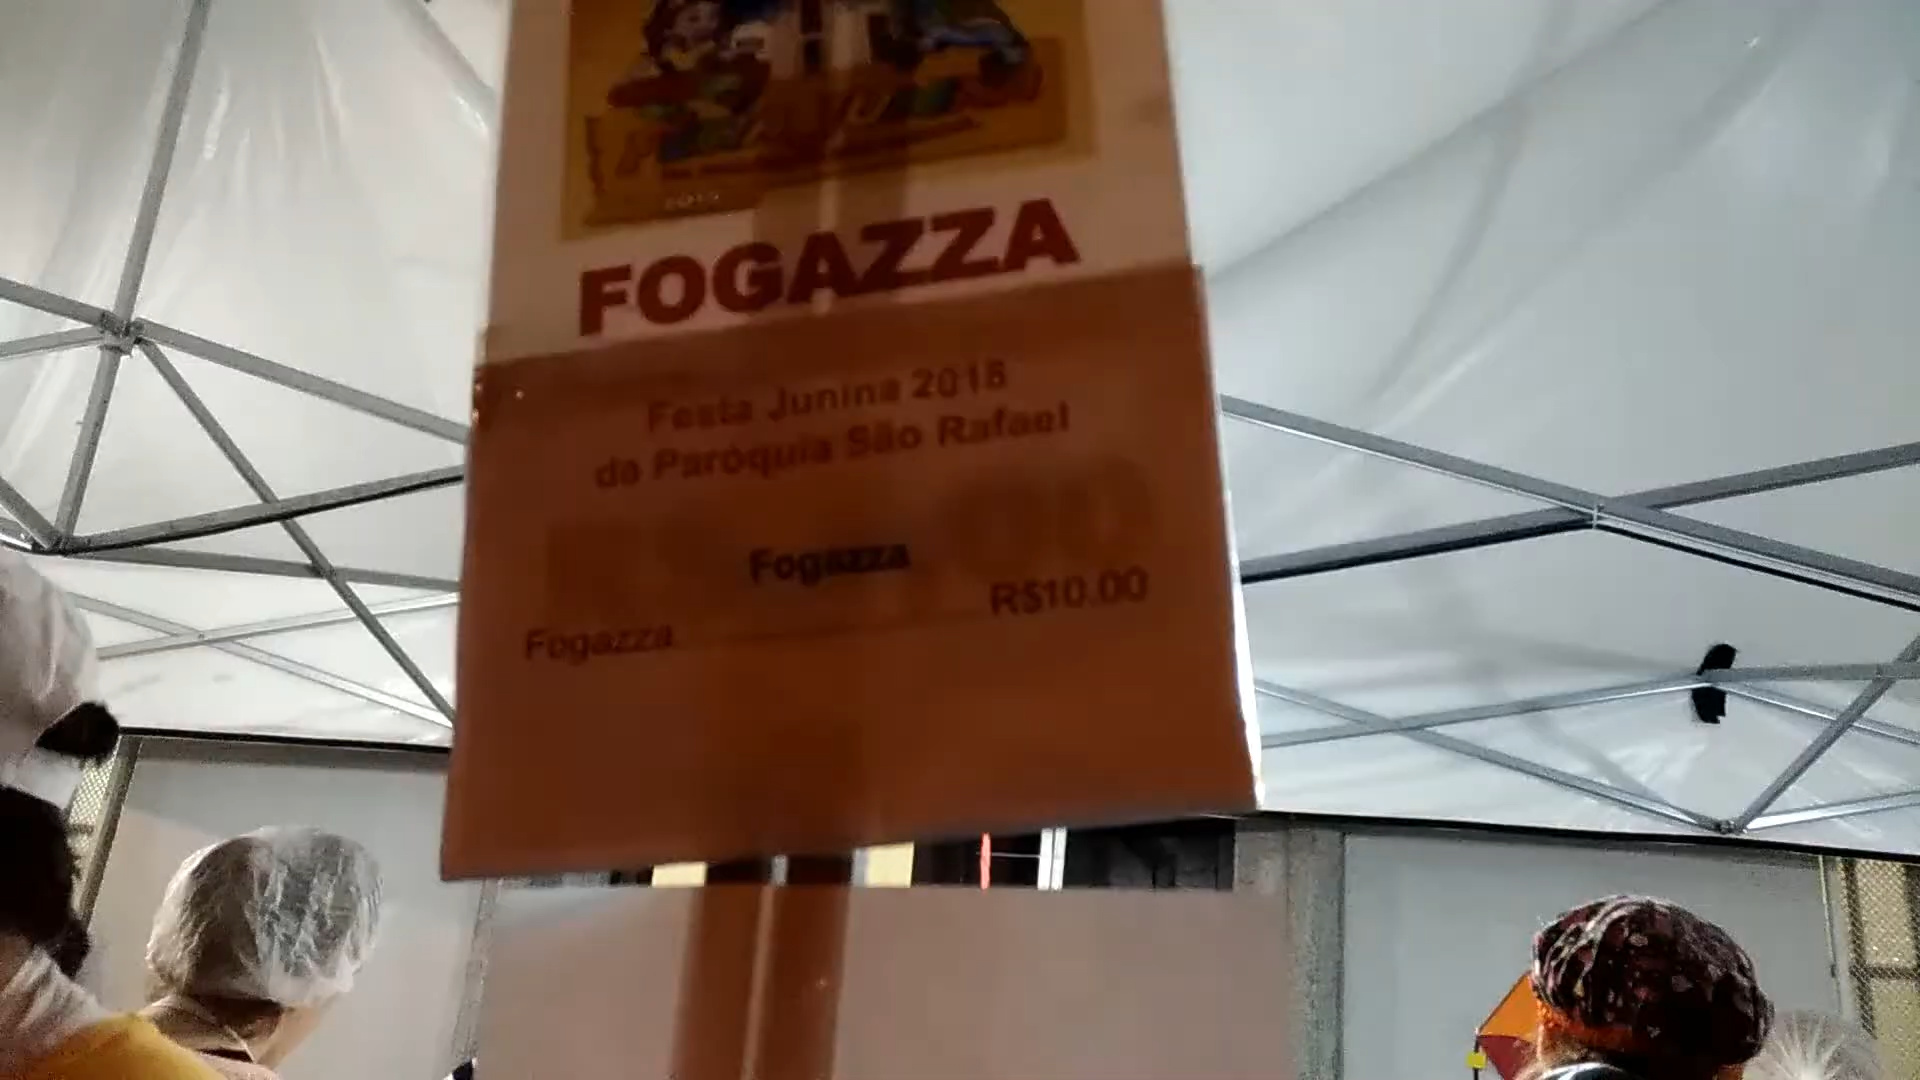 FOGAZZA
Festa Junina 2018
da Paróquia São Rafael
Fogazza
Fogazza R$10.00